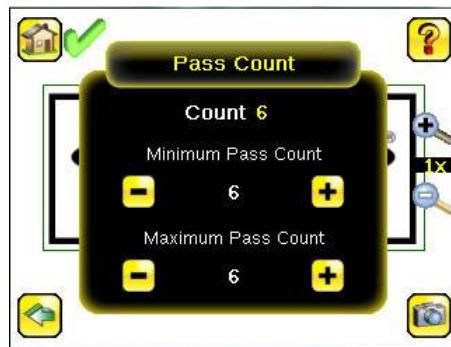 Pass Count
Count 6
Minimum Pass Count
6
®
1x
Maximum Pass Count
6